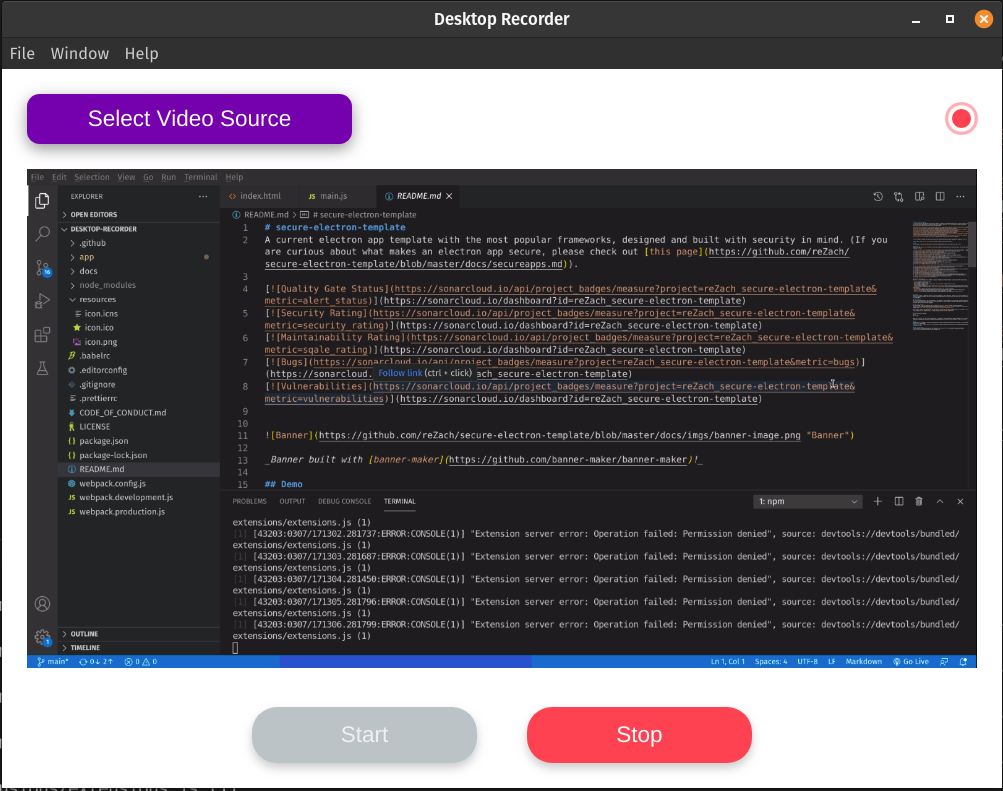 Desktop Recorder
File Window Help
Select Video Source
File Edit Selection View Go Run Terminal Help
EXPLORER
OPEN EDITORS
DESKTOP-RECORDER
.github
app
docs
node_modules
resources
icon.icns
icon.ico
icon.png
.babelrc
.editorconfig
.gitignore
.prettierrc
CODE_OF_CONDUCT.md
LICENSE
package.json
package-lock.json
README.md
webpack.config.js
webpack.development.js
webpack.production.js
OUTLINE
TIMELINE
16
1
index.html JS main.js README.md
README.md > # secure-electron-template
1 # secure-electron-template
2 A current electron app template with the most popular frameworks, designed and built with security in mind. (If you
are curious about what makes an electron app secure, please check out [this page](https://github.com/reZach/
secure-electron-template/blob/master/docs/secureapps.md)).
3
4 [![Quality Gate Status](https://sonarcloud.io/api/project_badges/measure?project=reZach_secure-electron-template&
metric=alert_status)](https://sonarcloud.io/dashboard?id=reZach_secure-electron-template)
5 [![Security Rating](https://sonarcloud.io/api/project_badges/measure?project=reZach_secure-electron-template&
metric=security_rating)](https://sonarcloud.io/dashboard?id=reZach_secure-electron-template)
6 [![Maintainability Rating](https://sonarcloud.io/api/project_badges/measure?project=reZach_secure-electron-template&
metric=sqale_rating)](https://sonarcloud.io/dashboard?id=reZach_secure-electron-template)
7 [![Bugs](https://sonarcloud.io/api/project_badges/measure?project=reZach_secure-electron-template&metric=bugs)]
(https://sonarclou Follow link (ctrl + click) ach_secure-electron-template)
8 [![Vulnerabilities](https://sonarcloud.io/api/project_badges/measure?project=reZach_secure-electron-template&
metric=vulnerabilities)](https://sonarcloud.io/dashboard?id=reZach_secure-electron-template)
9
10
11 ![Banner](https://github.com/reZach/secure-electron-template/blob/master/docs/imgs/banner-image.png "Banner")
12
13 _Banner built with [banner-maker](https://github.com/banner-maker/banner-maker)!_
14
15 ## Demo
PROBLEMS OUTPUT DEBUG CONSOLE TERMINAL 1: npm
extensions/extensions.js (1)
[1] [43203:0307/171302.281737:ERROR:CONSOLE(1)] "Extension server error: Operation failed: Permission denied", source: devtools://devtools/bundled/
extensions/extensions.js (1)
[1] [43203:0307/171303.281687:ERROR:CONSOLE(1)] "Extension server error: Operation failed: Permission denied", source: devtools://devtools/bundled/
extensions/extensions.js (1)
[1] [43203:0307/171304.281450:ERROR:CONSOLE(1)] "Extension server error: Operation failed: Permission denied", source: devtools://devtools/bundled/
extensions/extensions.js (1)
[1] [43203:0307/171305.281796:ERROR:CONSOLE(1)] "Extension server error: Operation failed: Permission denied", source: devtools://devtools/bundled/
extensions/extensions.js (1)
[1] [43203:0307/171306.281799:ERROR:CONSOLE(1)] "Extension server error: Operation failed: Permission denied", source: devtools://devtools/bundled/
extensions/extensions.js (1)
main* 0↓ 2↑ 0 0 Ln 1, Col 1 Spaces: 4 UTF-8 LF Markdown Go Live
Start Stop